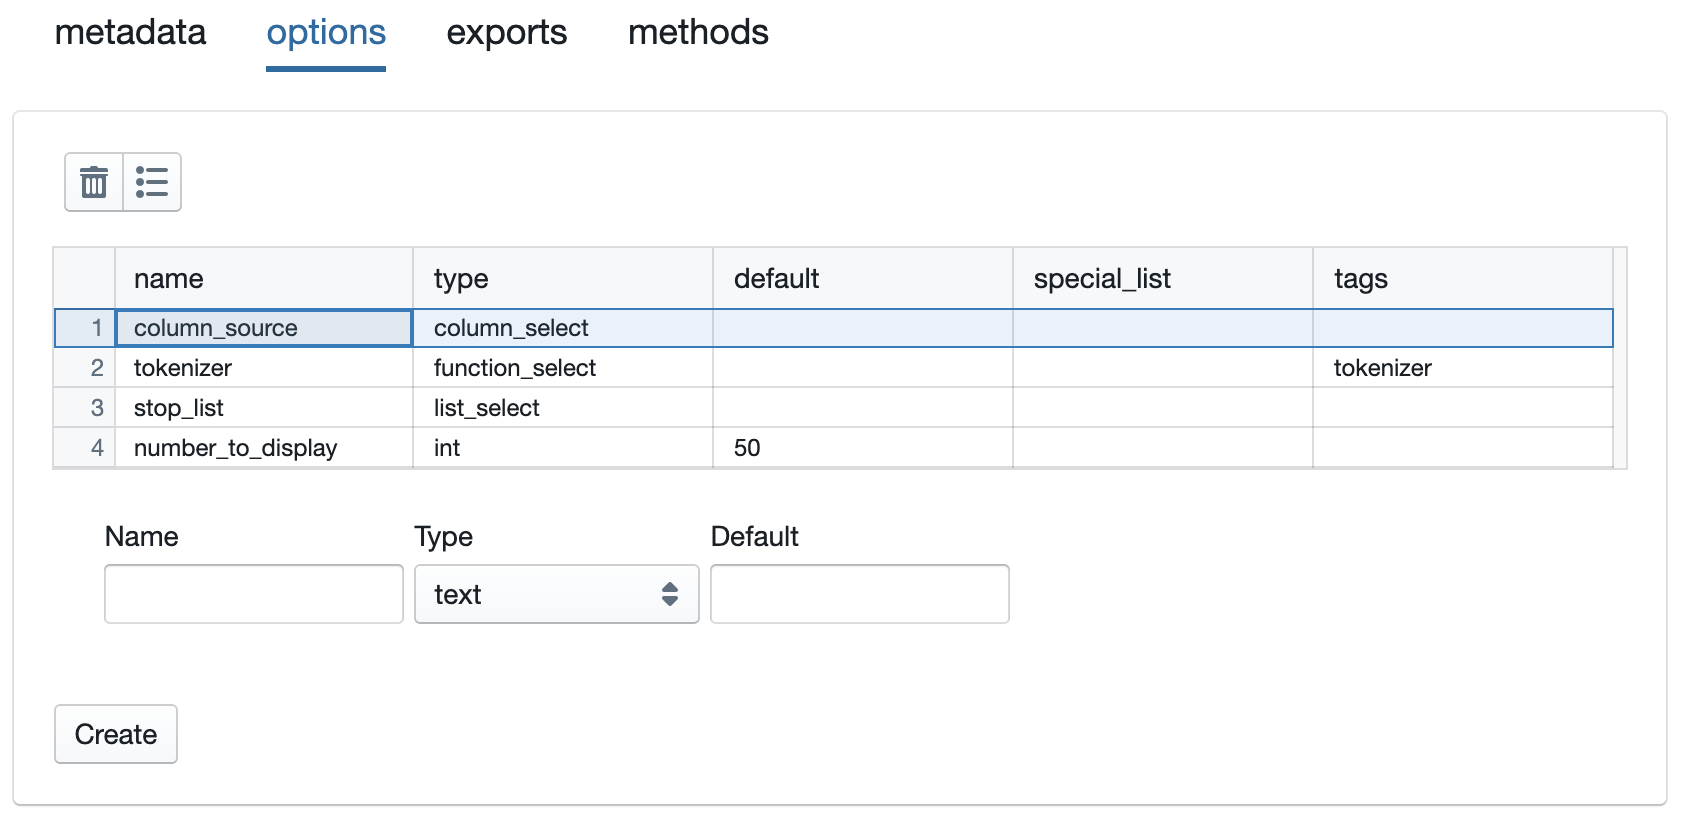 metadata options exports methods
name type default special_list tags
1 column_source column_select
2 tokenizer function_select tokenizer
3 stop_list list_select
4 number_to_display int 50
Name Type Default
text
Create